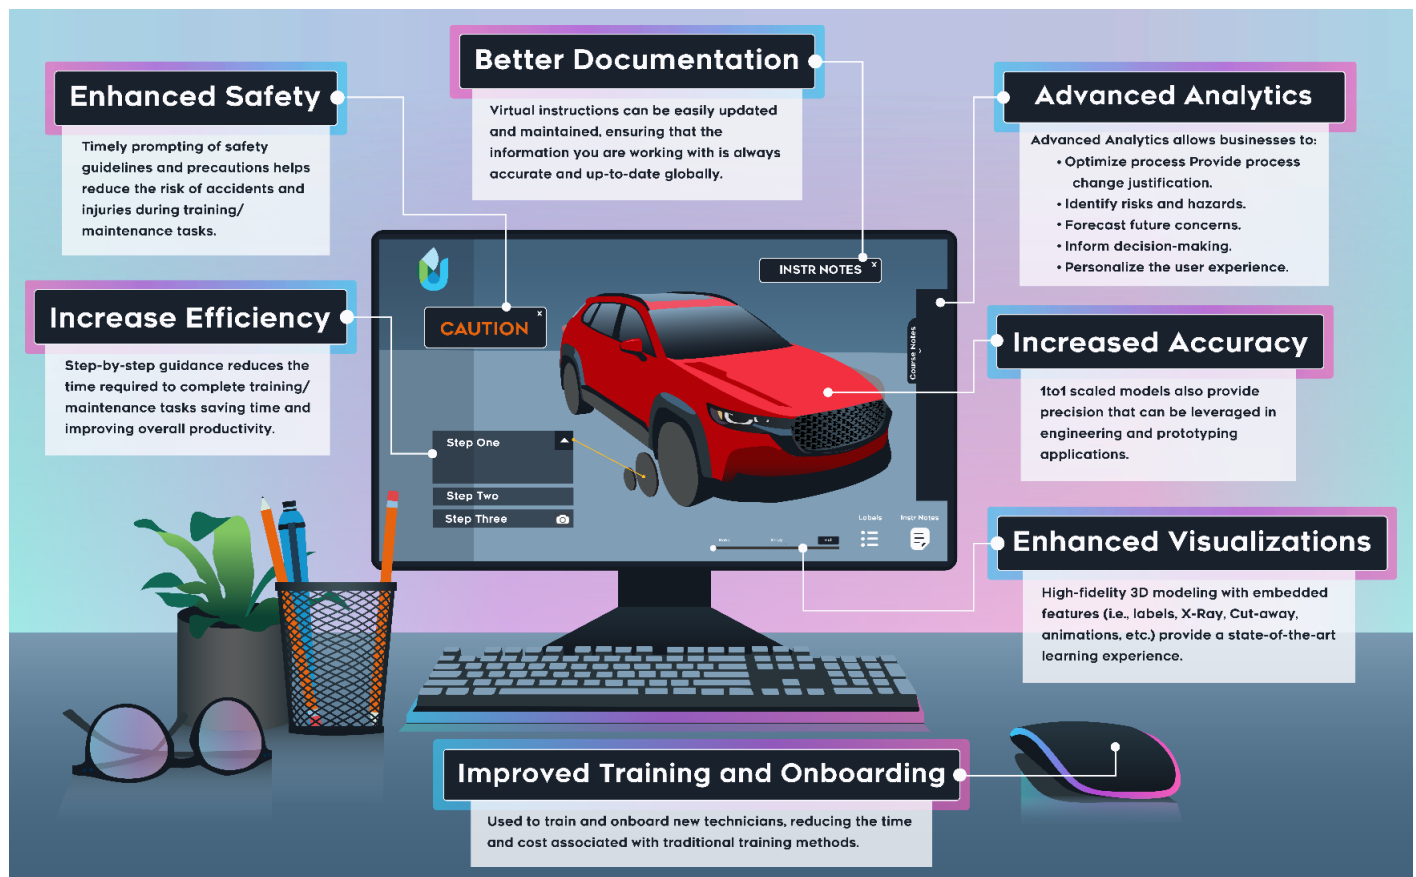 Better Documentation
Virtual instructions can be easily updated
and maintained, ensuring that the
information you are working with is always
accurate and up-to-date globally.
Enhanced Safety
Timely prompting of safety
guidelines and precautions helps
reduce the risk of accidents and
injuries during training/
maintenance tasks.
Advanced Analytics
Advanced Analytics allows businesses to:
• Optimize process Provide process
change justification.
• Identify risks and hazards.
• Forecast future concerns.
• Inform decision-making.
• Personalize the user experience.
Increase Efficiency
Step-by-step guidance reduces the
time required to complete training/
maintenance tasks saving time and
improving overall productivity.
INSTR NOTES x
CAUTION x
Course Notes
Step One
Step Two
Step Three
Labels
Instr Notes
Increased Accuracy
1to1 scaled models also provide
precision that can be leveraged in
engineering and prototyping
applications.
Enhanced Visualizations
High-fidelity 3D modeling with embedded
features (i.e., labels, X-Ray, Cut-away,
animations, etc.) provide a state-of-the-art
learning experience.
Improved Training and Onboarding
Used to train and onboard new technicians, reducing the time
and cost associated with traditional training methods.